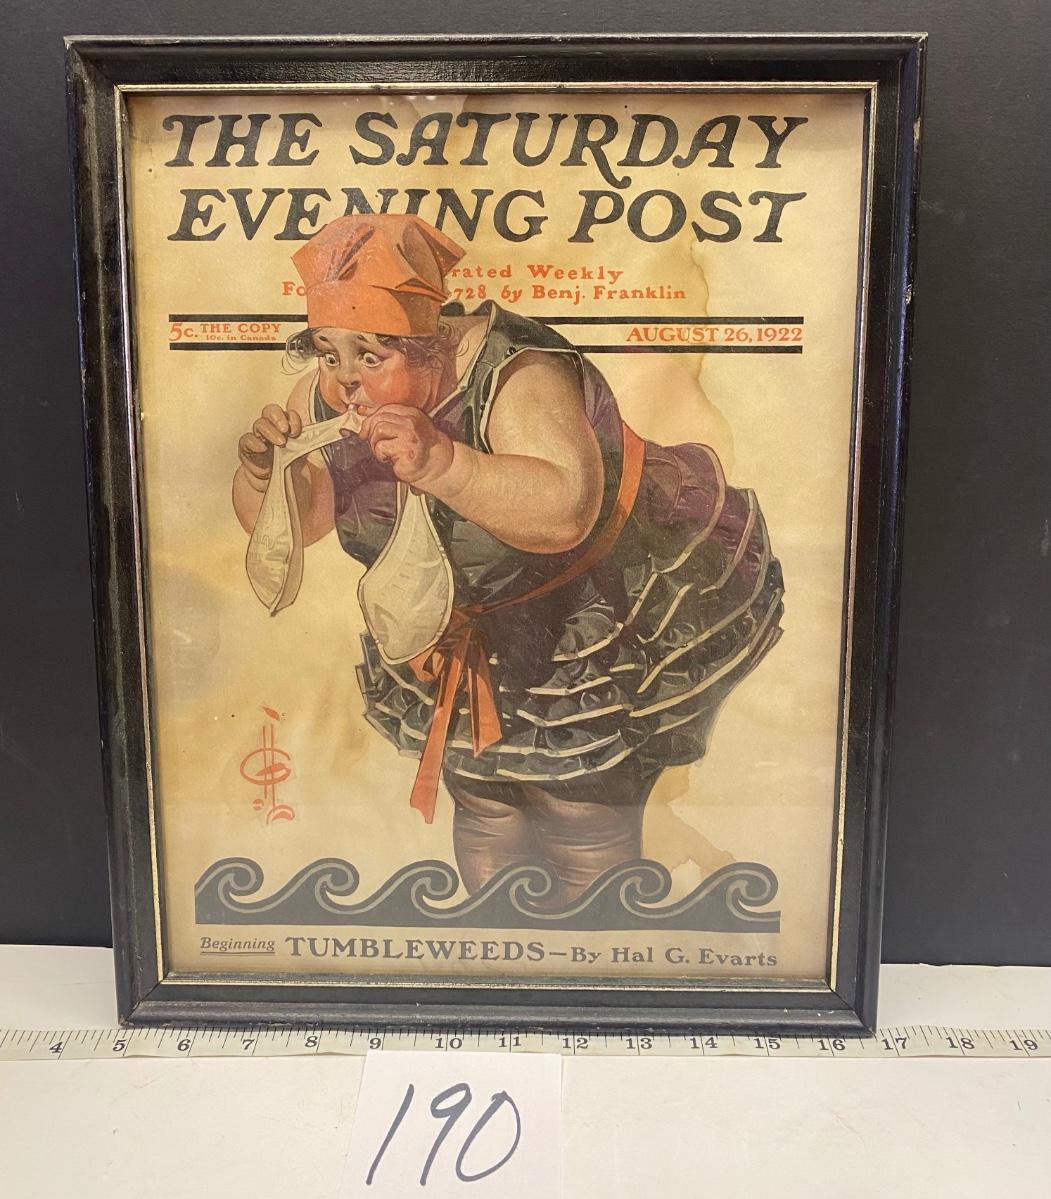 THE SATURDAY
EVENING POST
rated Weekly
Fo 728 by Benj. Franklin
5c. THE COPY
10c. in Canada
AUGUST 26, 1922
Beginning TUMBLEWEEDS—By Hal G. Evarts
4 5 6 7 8 9 10 11 12 13 14 15 16 17 18 19
190